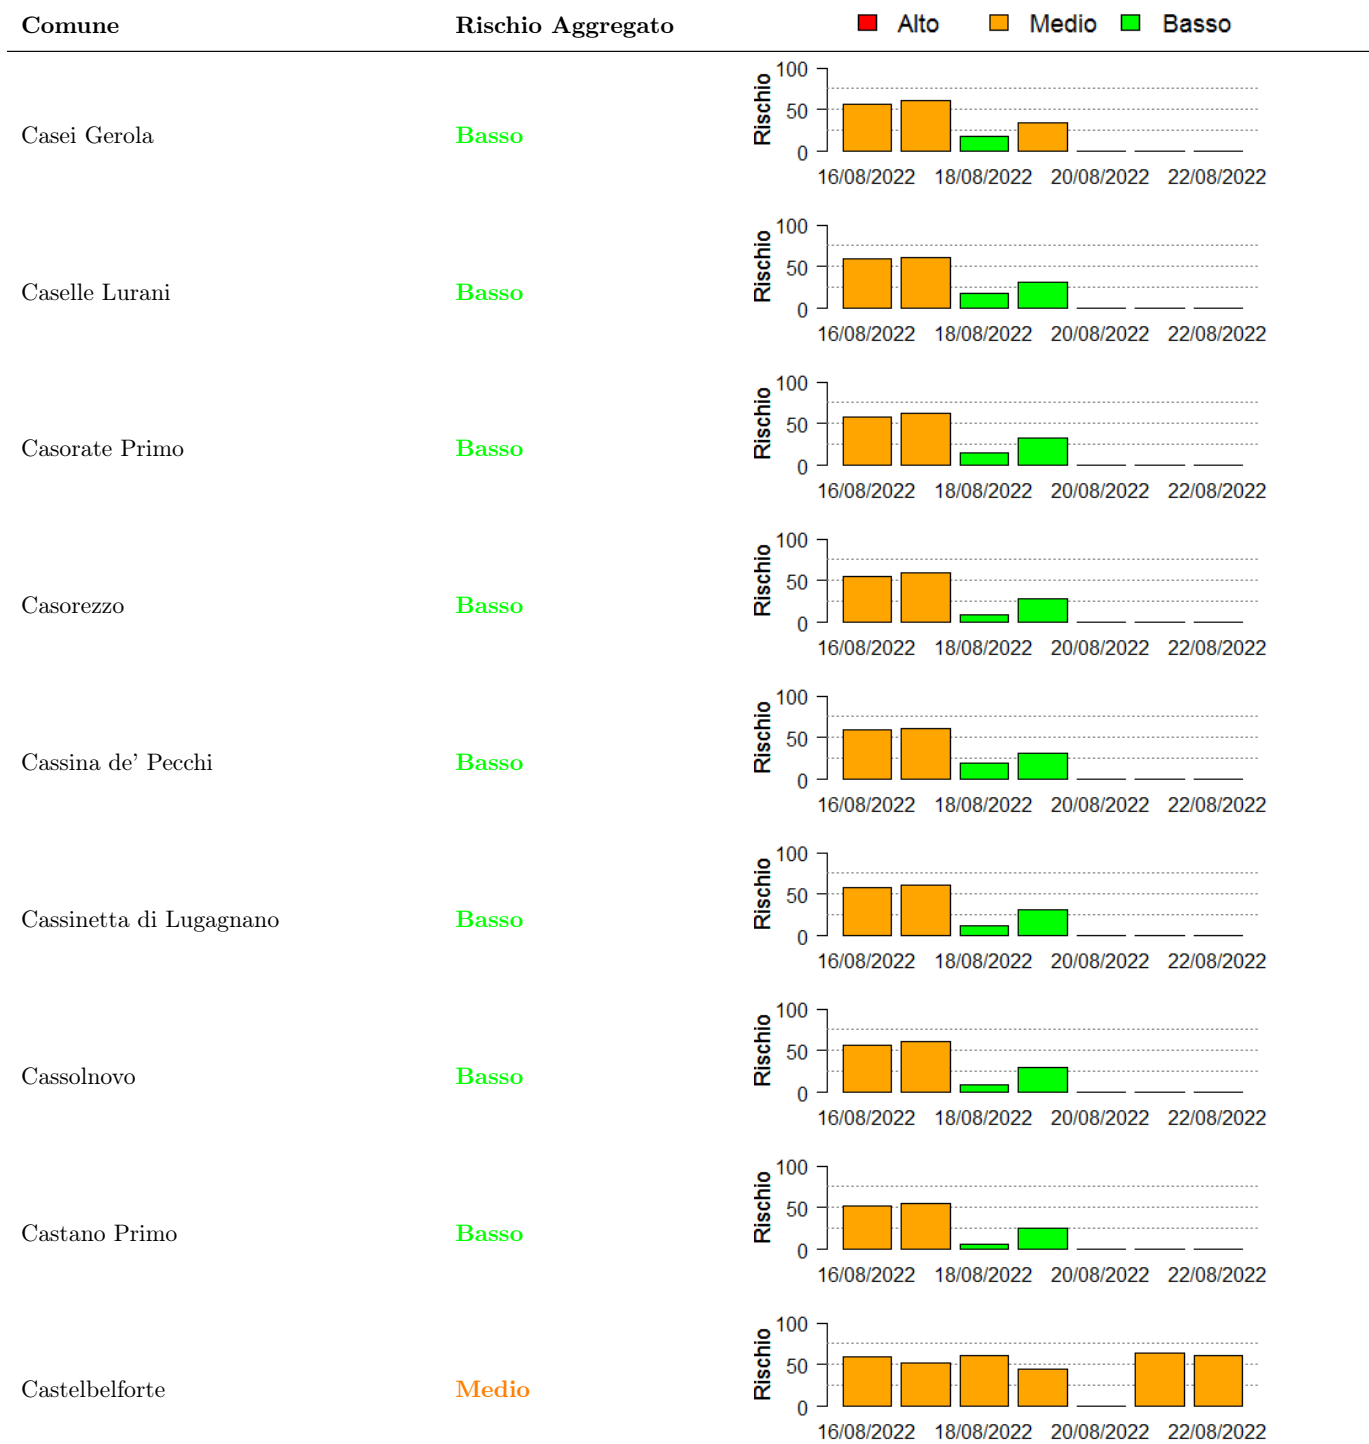 Comune Rischio Aggregato Alto Medio Basso
100
50
0
Rischio
Casei Gerola Basso
16/08/2022 18/08/2022 20/08/2022 22/08/2022
100
50
0
Rischio
Caselle Lurani Basso
16/08/2022 18/08/2022 20/08/2022 22/08/2022
100
50
0
Rischio
Casorate Primo Basso
16/08/2022 18/08/2022 20/08/2022 22/08/2022
100
50
0
Rischio
Casorezzo Basso
16/08/2022 18/08/2022 20/08/2022 22/08/2022
100
50
0
Rischio
Cassina de' Pecchi Basso
16/08/2022 18/08/2022 20/08/2022 22/08/2022
100
50
0
Rischio
Cassinetta di Lugagnano Basso
16/08/2022 18/08/2022 20/08/2022 22/08/2022
100
50
0
Rischio
Cassolnovo Basso
16/08/2022 18/08/2022 20/08/2022 22/08/2022
100
50
0
Rischio
Castano Primo Basso
16/08/2022 18/08/2022 20/08/2022 22/08/2022
100
50
0
Rischio
Castelbelforte Medio
16/08/2022 18/08/2022 20/08/2022 22/08/2022